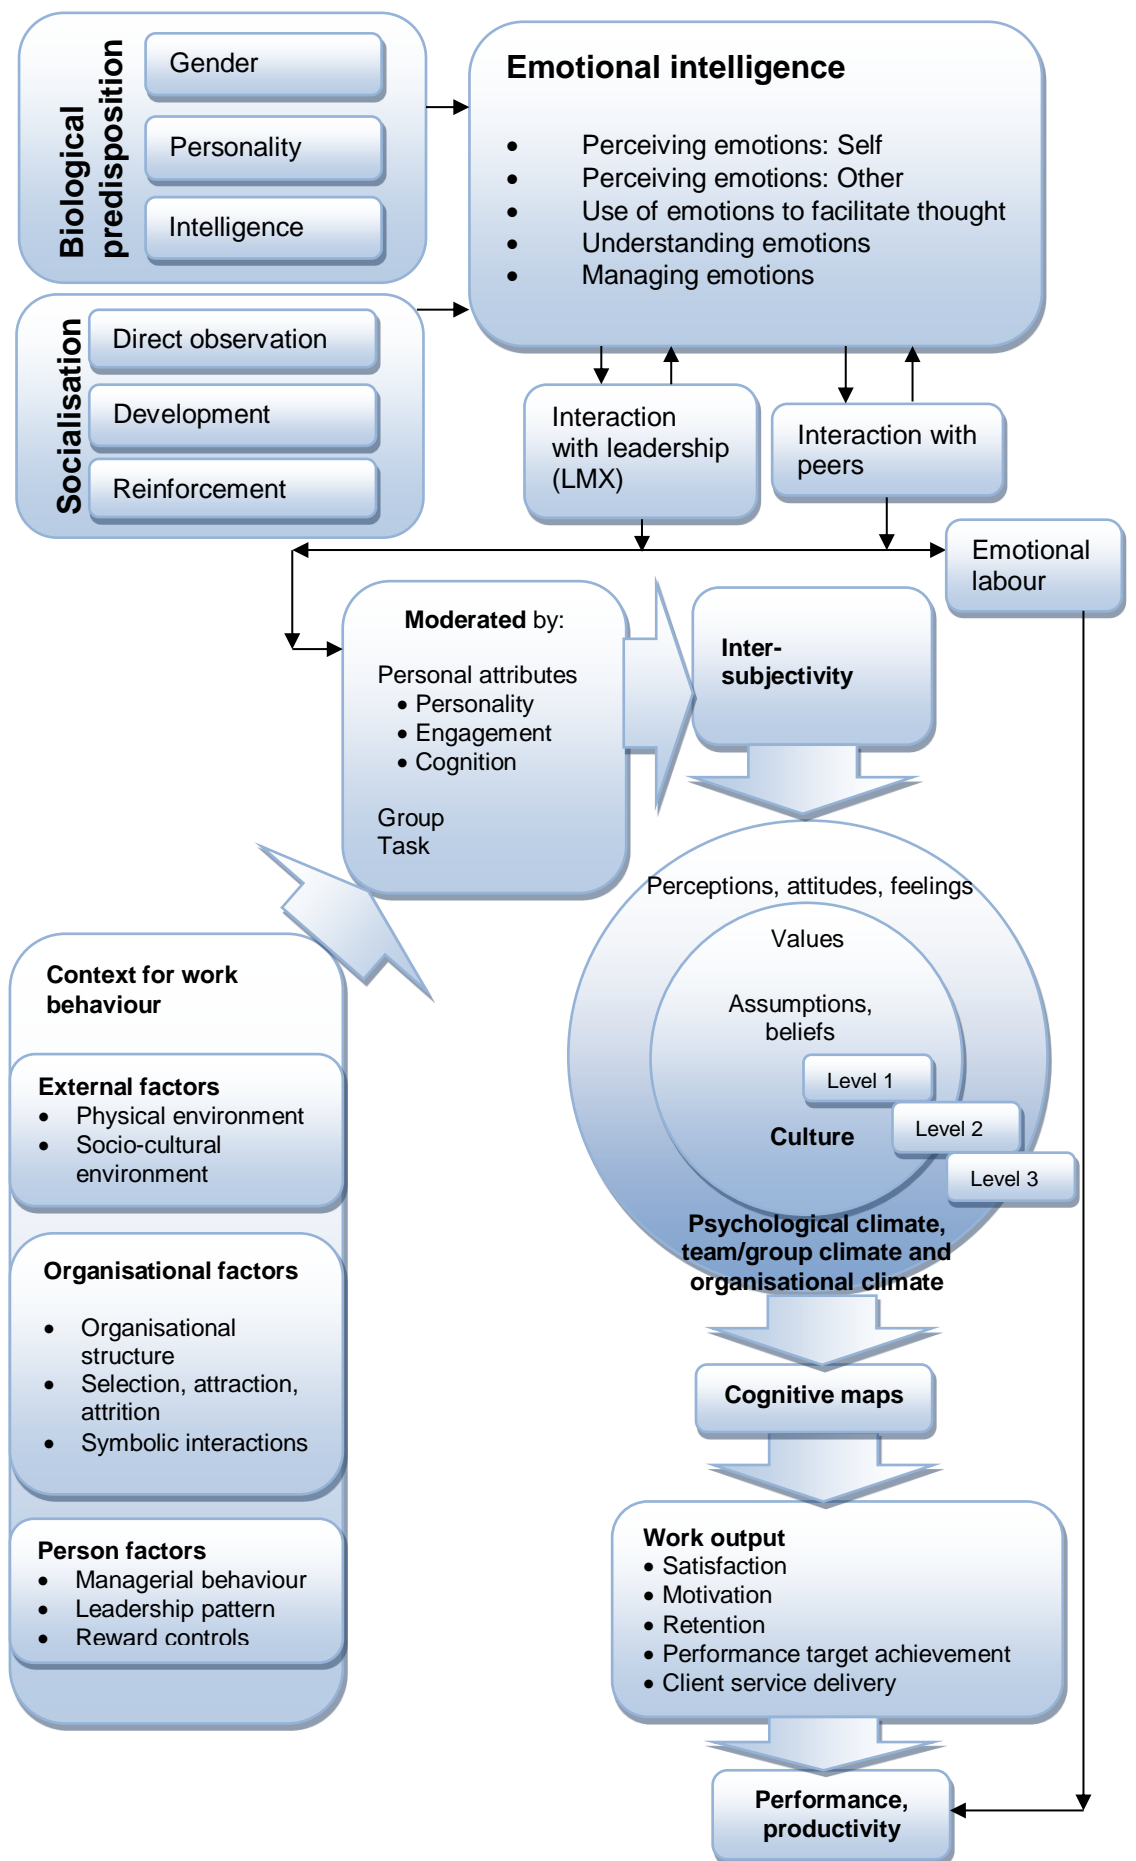 Biological
predisposition
Gender
Personality
Intelligence
Socialisation
Direct observation
Development
Reinforcement
Emotional intelligence
• Perceiving emotions: Self
• Perceiving emotions: Other
• Use of emotions to facilitate thought
• Understanding emotions
• Managing emotions
Interaction
with leadership
(LMX)
Interaction with
peers
Emotional
labour
Moderated by:
Personal attributes
• Personality
• Engagement
• Cognition
Group
Task
Inter-
subjectivity
Perceptions, attitudes, feelings
Values
Assumptions,
beliefs
Level 1
Culture
Level 2
Level 3
Psychological climate,
team/group climate and
organisational climate
Context for work
behaviour
External factors
• Physical environment
• Socio-cultural
environment
Organisational factors
• Organisational
structure
• Selection, attraction,
attrition
• Symbolic interactions
Person factors
• Managerial behaviour
• Leadership pattern
• Reward controls
Cognitive maps
Work output
• Satisfaction
• Motivation
• Retention
• Performance target achievement
• Client service delivery
Performance,
productivity